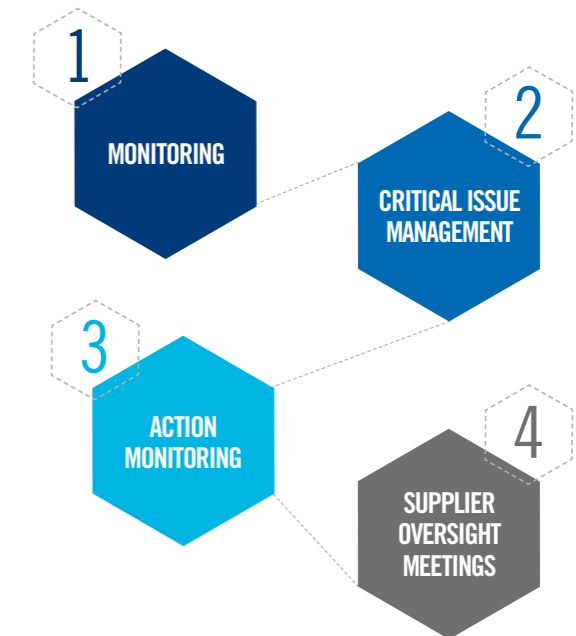 1
MONITORING
2
CRITICAL ISSUE
MANAGEMENT
3
ACTION
MONITORING
4
SUPPLIER
OVERSIGHT
MEETINGS